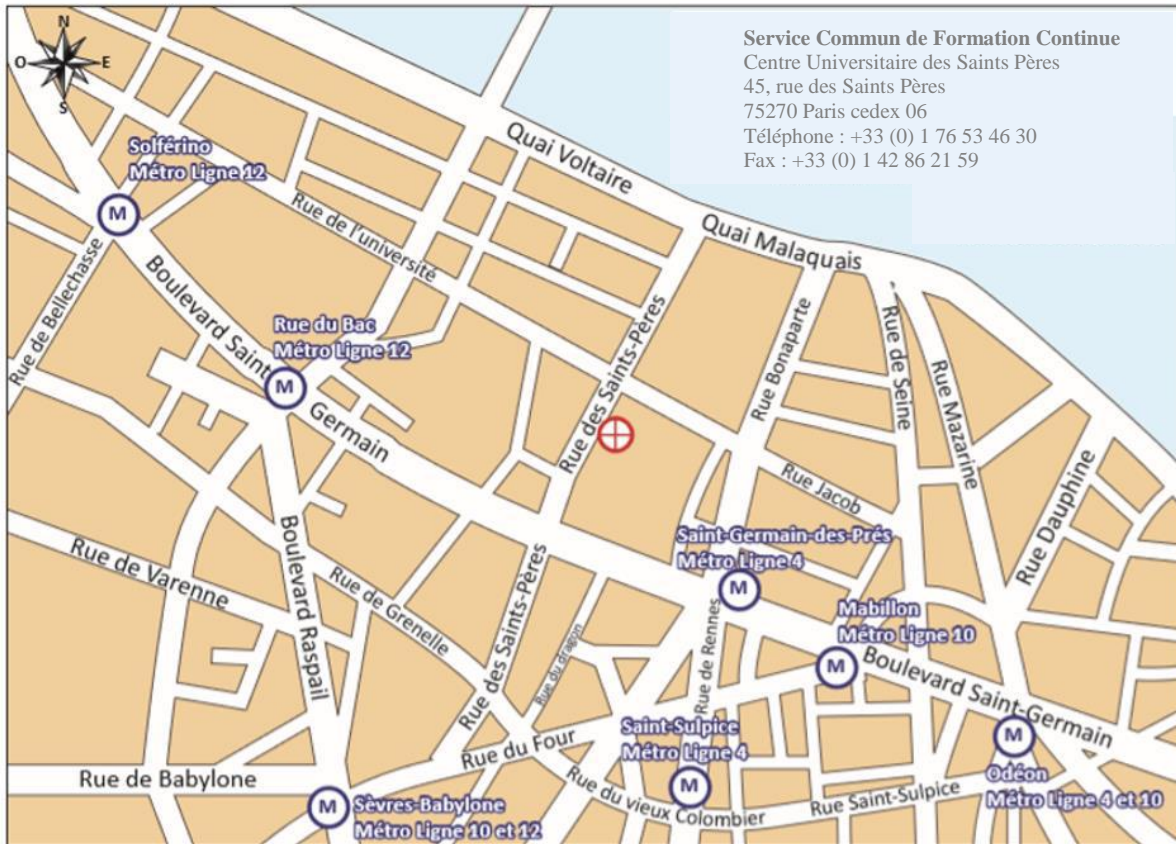 N
O
E
S
Service Commun de Formation Continue
Centre Universitaire des Saints Pères
45, rue des Saints Pères
75270 Paris cedex 06
Téléphone : +33 (0) 1 76 53 46 30
Fax : +33 (0) 1 42 86 21 59
Solférino
Métro Ligne 12
M
Quai Voltaire
Quai Malaquais
Rue de l'université
Rue de Bellechasse
Boulevard Saint
Germain
Rue du Bac
Métro Ligne 12
M
Rue des Saints-Pères
Rue Bonaparte
Rue de Seine
Rue Mazarine
Rue Dauphine
Rue Jacob
Boulevard Raspail
Rue de Varenne
Rue de Grenelle
Rue des Saints-Pères
Rue du dragon
Saint-Germain-des-Prés
Métro Ligne 4
M
Rue de Rennes
Mabillon
Métro Ligne 10
M
Boulevard Saint-Germain
Saint-Sulpice
Métro Ligne 4
M
Rue du Four
Rue du vieux Colombier
Rue Saint-Sulpice
M
Odéon
Métro Ligne 4 et 10
Rue de Babylone
M
Sèvres-Babylone
Métro Ligne 10 et 12